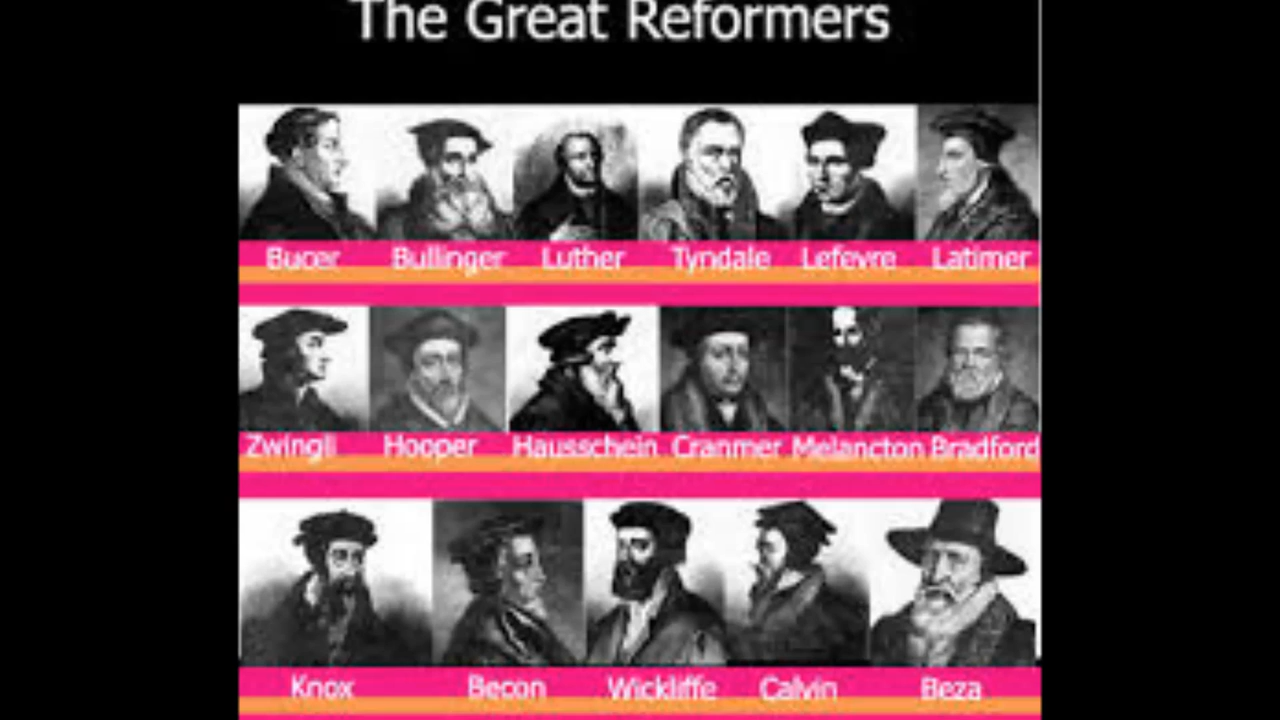 The Great Reformers
Bucer Bullinger Luther Tyndale Lefevre Latimer
Zwingli Hooper Hausschein Cranmer Melancton Bradford
Knox Becon Wickliffe Calvin Beza